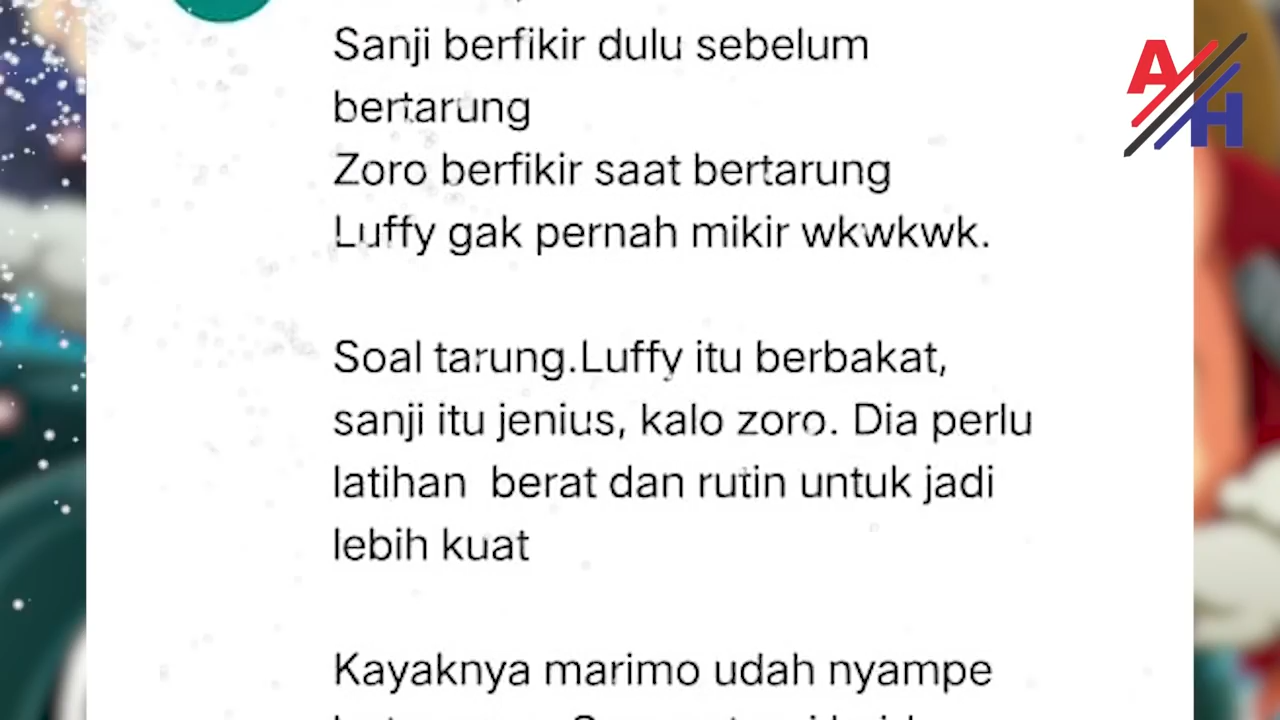 Sanji berfikir dulu sebelum
bertarung
Zoro berfikir saat bertarung
Luffy gak pernah mikir wkwkwk.
Soal tarung.Luffy itu berbakat,
sanji itu jenius, kalo zoro. Dia perlu
latihan  berat dan rutin untuk jadi
lebih kuat
Kayaknya marimo udah nyampe
AH